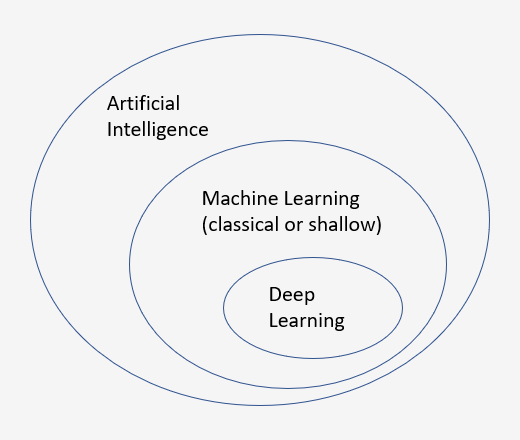 Artificial
Intelligence
Machine Learning
(classical or shallow)
Deep
Learning